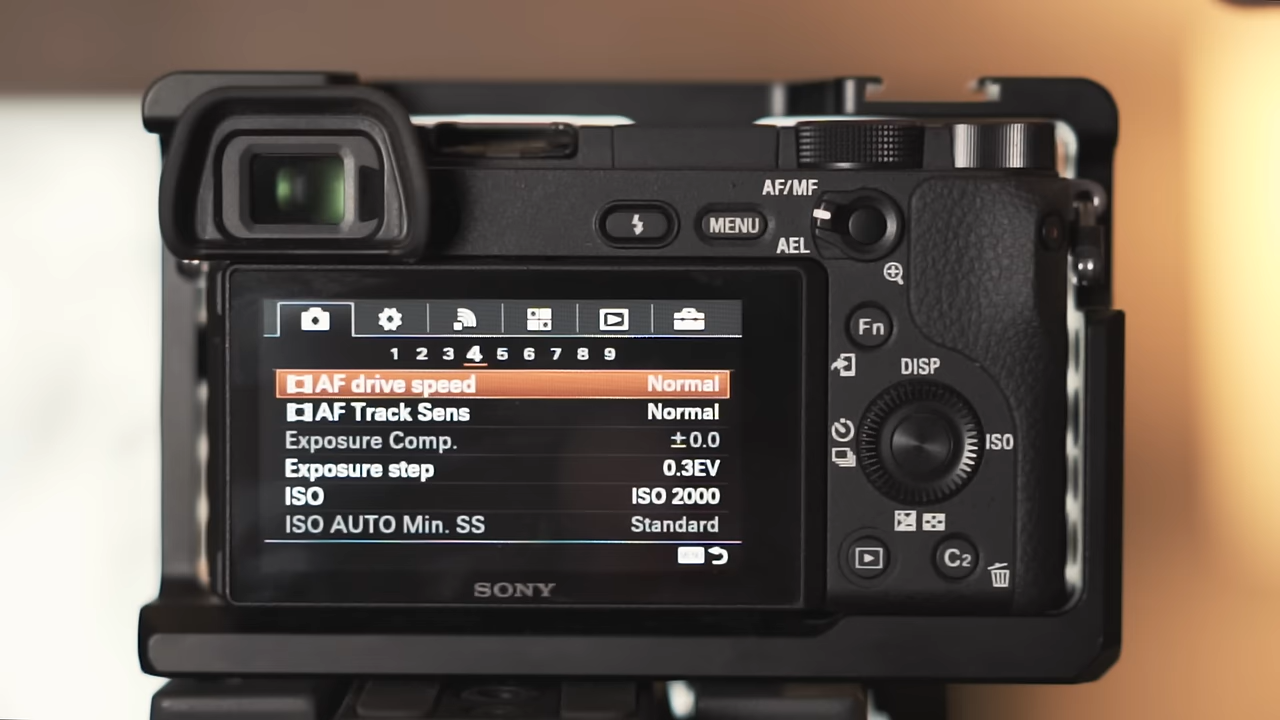 AF/MF
MENU
AEL
Fn
1 2 3 4 5 6 7 8 9
DISP
AF drive speed Normal
AF Track Sens Normal
Exposure Comp. ±0.0
ISO
Exposure step 0.3EV
ISO ISO 2000
ISO AUTO Min. SS Standard
C2
SONY